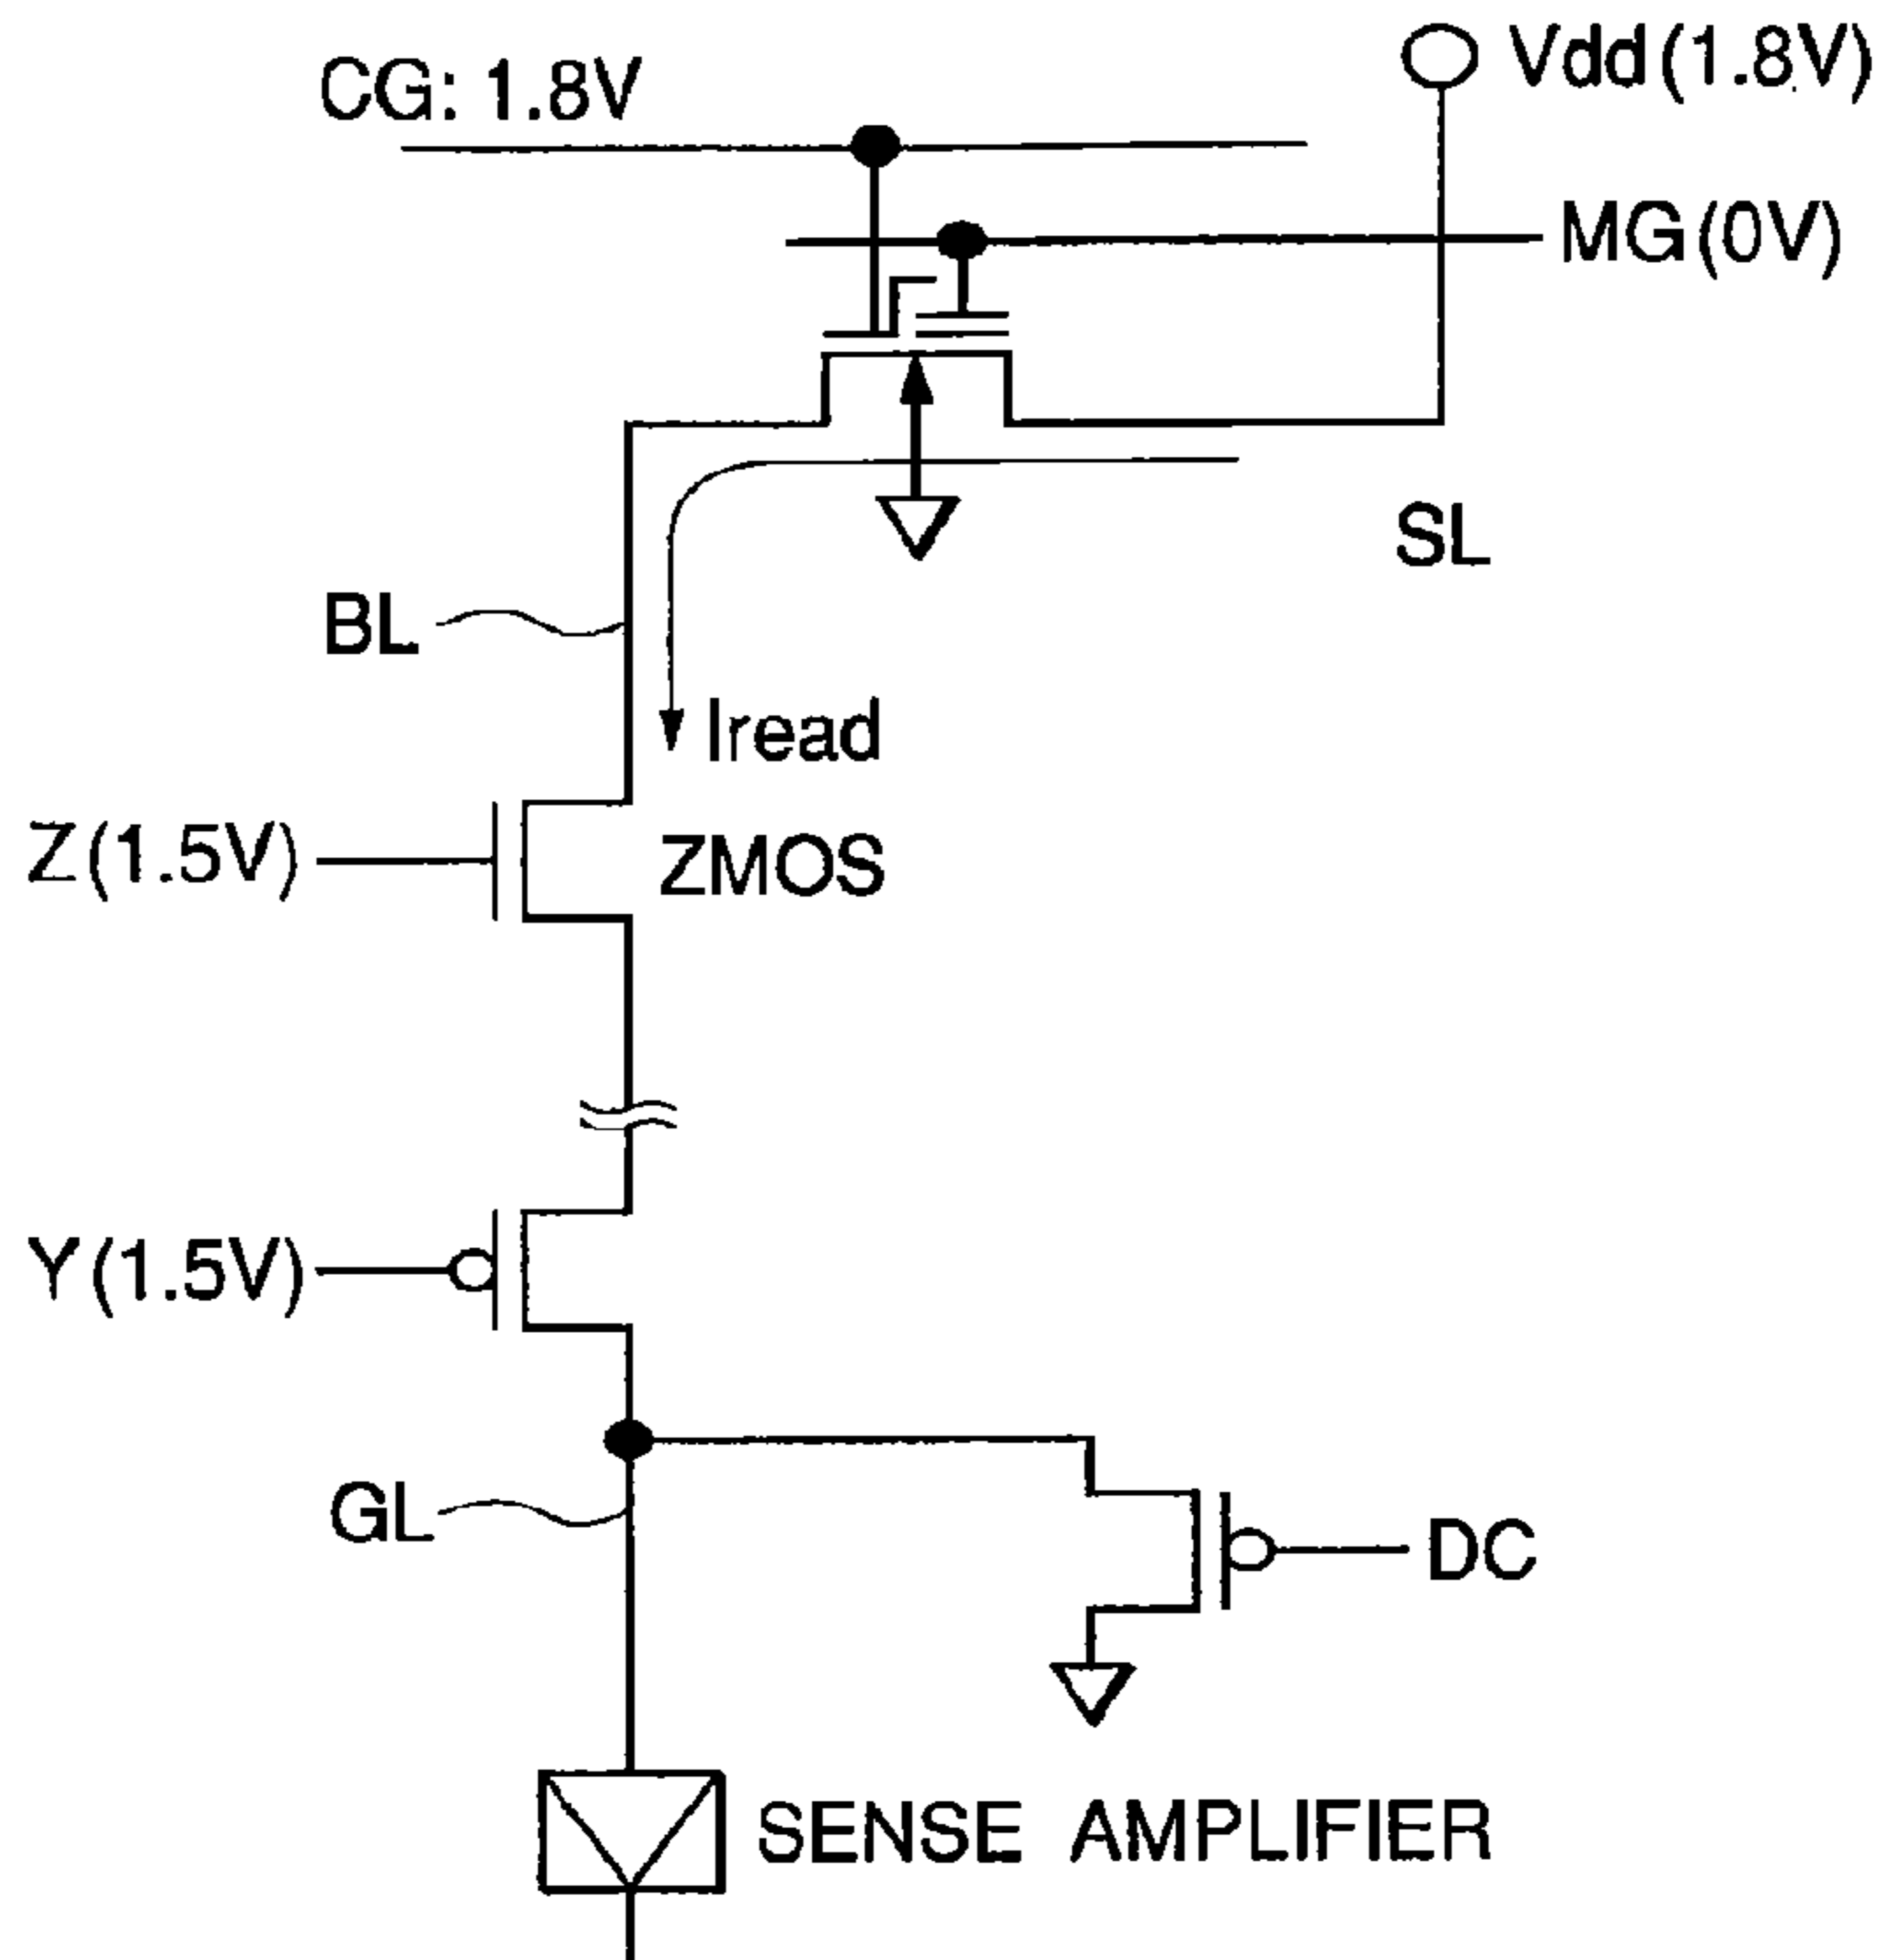 CG: 1.8V
Vdd(1.8V)
MG(0V)
SL
BL
Iread
Z(1.5V)
ZMOS
Y(1.5V)
GL
DC
SENSE AMPLIFIER